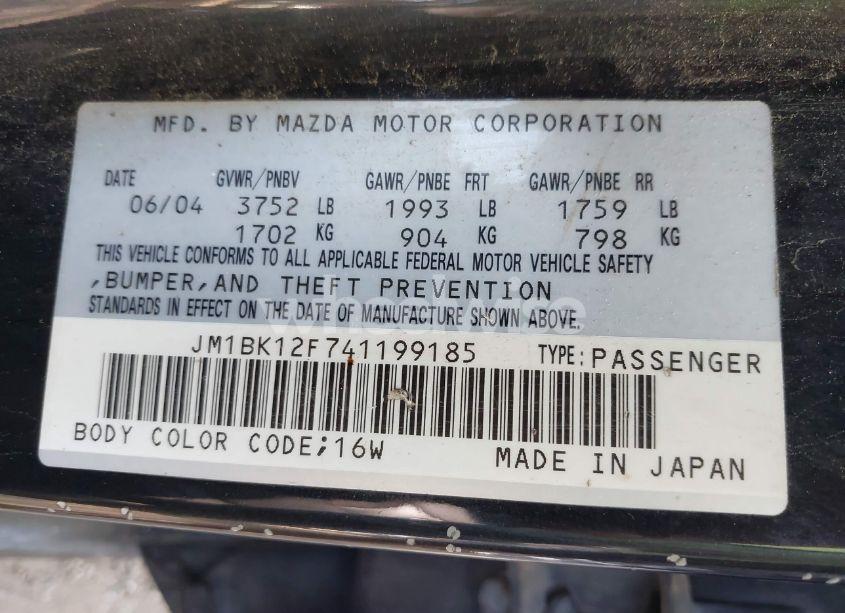 MFD. BY MAZDA MOTOR CORPORATION
DATE GVWR/PNBV GAWR/PNBE FRT GAWR/PNBE RR
06/04 3752 LB 1993 LB 1759 LB
1702 KG 904 KG 798 KG
THIS VEHICLE CONFORMS TO ALL APPLICABLE FEDERAL MOTOR VEHICLE SAFETY
,BUMPER,AND THEFT PREVENTION
STANDARDS IN EFFECT ON THE DATE OF MANUFACTURE SHOWN ABOVE.
JM1BK12F741199185 TYPE:PASSENGER
BODY COLOR CODE;16W MADE IN JAPAN